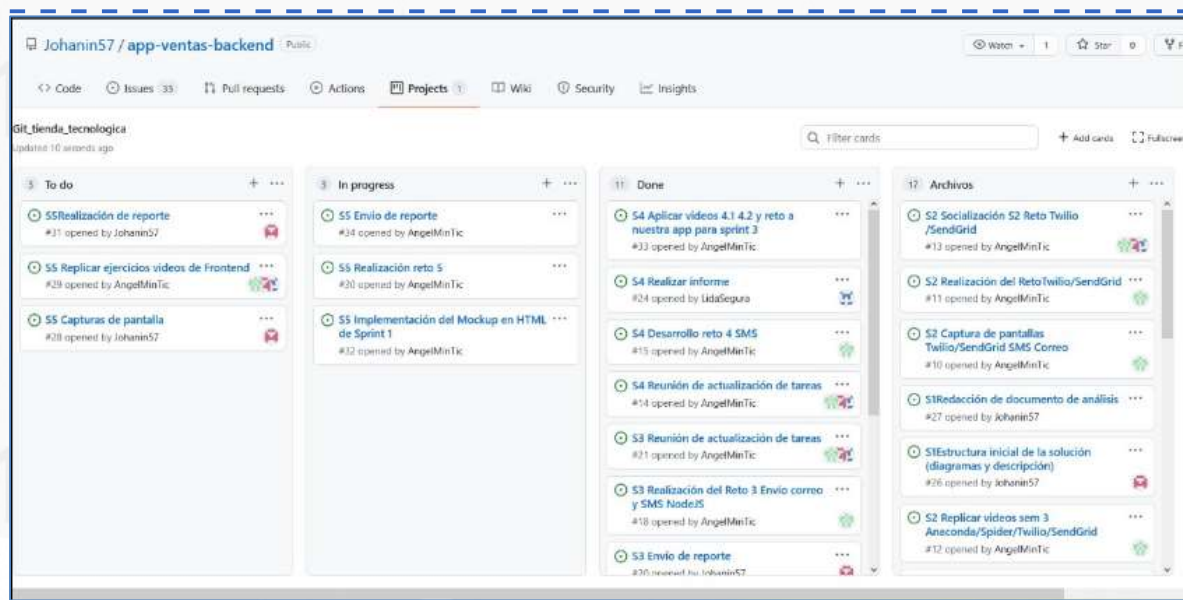 Johanin57 / app-ventas-backend Public
Watch 1 Star 0 F
Code Issues 33 Pull requests Actions Projects 1 Wiki Security Insights
Git_tienda_tecnologica
Updated 10 seconds ago
Filter cards
+ Add cards Fullscree
3 To do + ...
S5Realización de reporte ...
#31 opened by Johanin57
S5 Replicar ejercicios videos de Frontend ...
#29 opened by AngelMinTic
S5 Capturas de pantalla ...
#28 opened by Johanin57
3 In progress + ...
S5 Envio de reporte ...
#34 opened by AngelMinTic
S5 Realización reto 5 ...
#30 opened by AngelMinTic
S5 Implementación del Mockup en HTML ...
de Sprint 1
#32 opened by AngelMinTic
11 Done + ...
S4 Aplicar videos 4.1 4.2 y reto a ...
nuestra app para sprint 3
#33 opened by AngelMinTic
S4 Realizar informe ...
#24 opened by LidaSegura
S4 Desarrollo reto 4 SMS ...
#15 opened by AngelMinTic
S4 Reunión de actualización de tareas ...
#14 opened by AngelMinTic
S3 Reunión de actualización de tareas ...
#21 opened by AngelMinTic
S3 Realización del Reto 3 Envio correo ...
y SMS NodeJS
#18 opened by AngelMinTic
S3 Envio de reporte ...
#20 opened by Johanin57
17 Archivos + ...
S2 Socialización S2 Reto Twilio ...
/SendGrid
#13 opened by AngelMinTic
S2 Realización del RetoTwilio/SendGrid ...
#11 opened by AngelMinTic
S2 Captura de pantallas ...
Twilio/SendGrid SMS Correo
#10 opened by AngelMinTic
S1Redacción de documento de análisis ...
#27 opened by Johanin57
S1Estructura inicial de la solución ...
(diagramas y descripción)
#26 opened by Johanin57
S2 Replicar videos sem 3 ...
Aneconda/Spider/Twilio/SendGrid
#12 opened by AngelMinTic